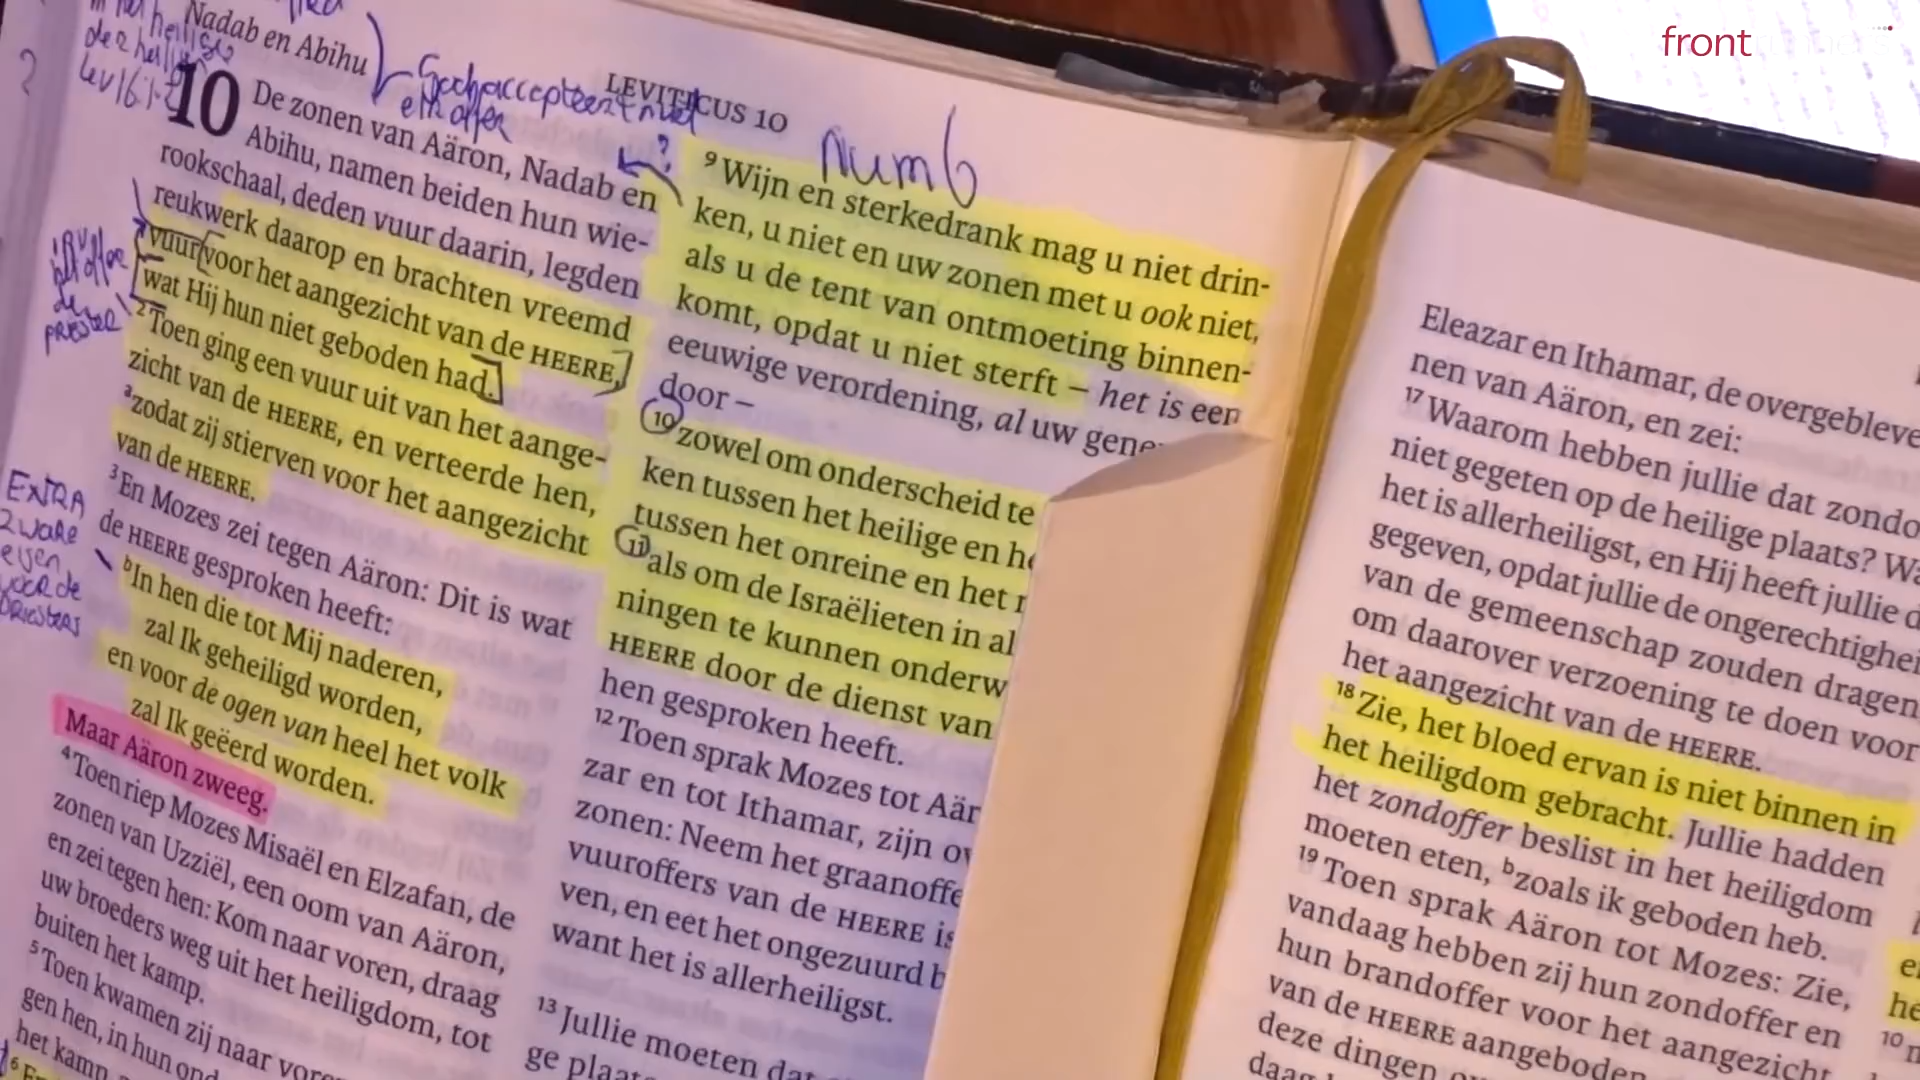 Nadab en Abihu
LEVITICUS 10
10 De zonen van Aäron, Nadab en
Abihu, namen beiden hun wie-
rookschaal, deden vuur daarin, legden
reukwerk daarop en brachten vreemd
vuur voor het aangezicht van de HEERE,
wat Hij hun niet geboden had.
2 Toen ging een vuur uit van het aange-
zicht van de HEERE, en verteerde hen,
a zodat zij stierven voor het aangezicht
van de HEERE.
3 En Mozes zei tegen Aäron: Dit is wat
de HEERE gesproken heeft:
b In hen die tot Mij naderen,
zal Ik geheiligd worden,
en voor de ogen van heel het volk
zal Ik geëerd worden.
Maar Aäron zweeg.
4 Toen riep Mozes Misaël en Elzafan, de
zonen van Uzziël, een oom van Aäron,
en zei tegen hen: Kom naar voren, draag
uw broeders weg uit het heiligdom, tot
buiten het kamp.
5 Toen kwamen zij naar
gen hen, in hun
het kamp
6
God accepteert niet
elk offer
EXTRA
zware
eisen
voor de
priesters
Num 6
9 Wijn en sterkedrank mag u niet drin-
ken, u niet en uw zonen met u ook niet,
als u de tent van ontmoeting binnen-
komt, opdat u niet sterft – het is een
eeuwige verordening, al uw gene
door –
10 zowel om onderscheid te
ken tussen het heilige en
tussen het onreine en het
11 als om de Israëlieten in al
ningen te kunnen onderw
HEERE door de dienst van
hen gesproken heeft.
12 Toen sprak Mozes tot Aär
zar en tot Ithamar, zijn
zonen: Neem het graanoffe
vuuroffers van de HEERE is
ven, en eet het ongezuurd
want het is allerheiligst.
13 Jullie moeten dat
ge plaat
front
Eleazar en Ithamar, de overgebleve
nen van Aäron, en zei:
17 Waarom hebben jullie dat zondo
niet gegeten op de heilige plaats?
het is allerheiligst, en Hij heeft jullie
gegeven, opdat jullie de ongerechtighei
van de gemeenschap zouden dragen,
om daarover verzoening te doen voor
het aangezicht van de HEERE.
18 Zie, het bloed ervan is niet binnen in
het heiligdom gebracht. Jullie hadden
het zondoffer beslist in het heiligdom
moeten eten, b zoals ik geboden heb.
19 Toen sprak Aäron tot Mozes: Zie,
vandaag hebben zij hun zondoffer en
hun brandoffer voor het aangezicht
van de HEERE aangeboden
deze dingen
daag
10